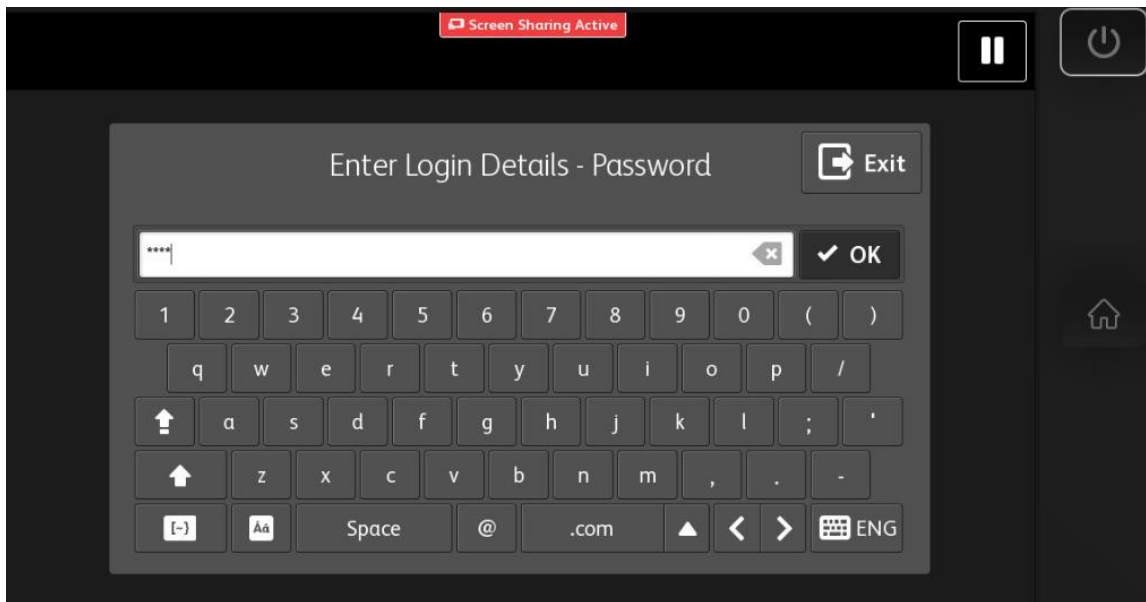 Screen Sharing Active
Enter Login Details - Password
Exit
****
OK
1 2 3 4 5 6 7 8 9 0 ( )
q w e r t y u i o p /
a s d f g h j k l ; '
z x c v b n m , . -
[~] Áá Space @ .com ENG